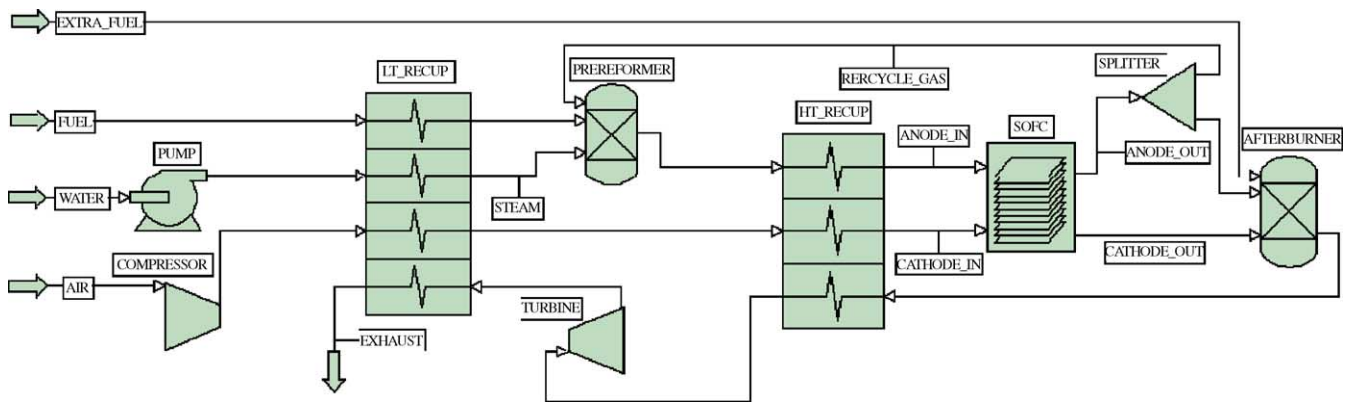 EXTRA_FUEL
LT_RECUP
PREREFORMER
RERCYCLE_GAS
SPLITTER
FUEL
HT_RECUP
ANODE_IN
SOFC
ANODE_OUT
AFTERBURNER
PUMP
WATER
STEAM
COMPRESSOR
CATHODE_IN
CATHODE_OUT
AIR
TURBINE
EXHAUST